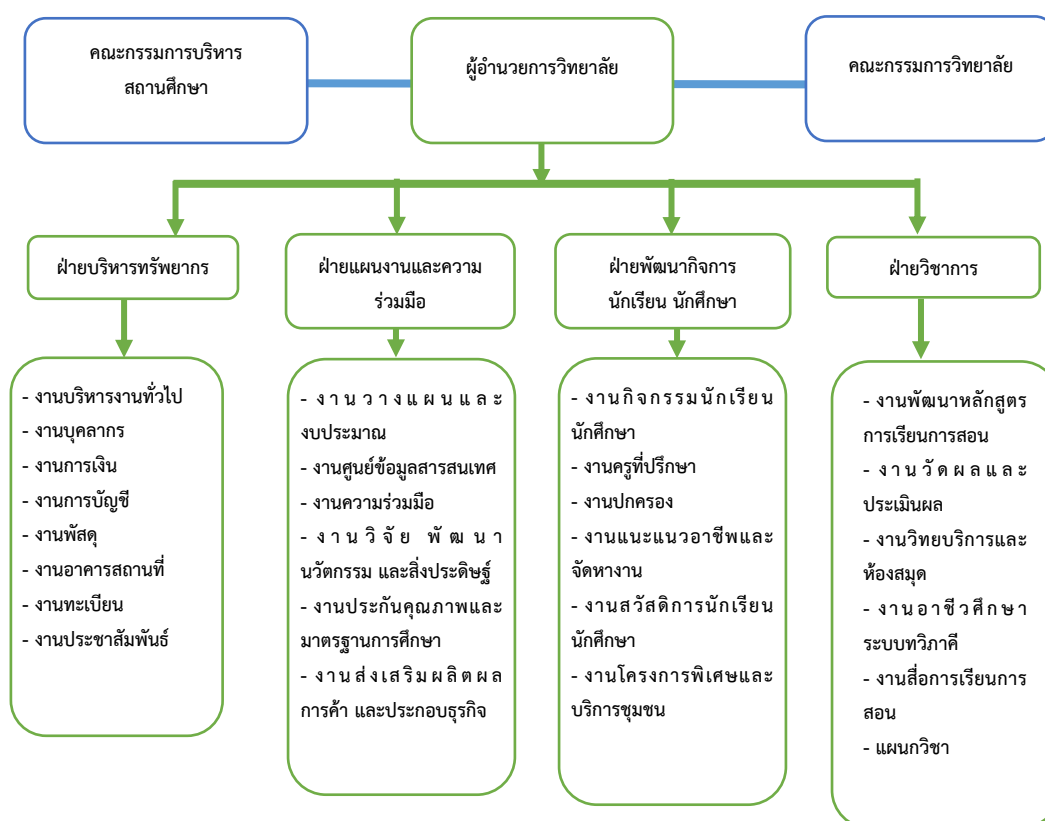 คณะกรรมการบริหาร
สถานศึกษา
ผู้อำนวยการวิทยาลัย
คณะกรรมการวิทยาลัย
ฝ่ายบริหารทรัพยากร
ฝ่ายแผนงานและความ
ร่วมมือ
ฝ่ายพัฒนากิจการ
นักเรียน นักศึกษา
ฝ่ายวิชาการ
- งานบริหารงานทั่วไป
- งานบุคลากร
- งานการเงิน
- งานการบัญชี
- งานพัสดุ
- งานอาคารสถานที่
- งานทะเบียน
- งานประชาสัมพันธ์
- งานวางแผนและ
งบประมาณ
- งานศูนย์ข้อมูลสารสนเทศ
- งานความร่วมมือ
- งานวิจัย พัฒนา
นวัตกรรม และสิ่งประดิษฐ์
- งานประกันคุณภาพและ
มาตรฐานการศึกษา
- งานส่งเสริมผลิตผล
การค้า และประกอบธุรกิจ
- งานกิจกรรมนักเรียน
นักศึกษา
- งานครูที่ปรึกษา
- งานปกครอง
- งานแนะแนวอาชีพและ
จัดหางาน
- งานสวัสดิการนักเรียน
นักศึกษา
- งานโครงการพิเศษและ
บริการชุมชน
- งานพัฒนาหลักสูตร
การเรียนการสอน
- งานวัดผลและ
ประเมินผล
- งานวิทยบริการและ
ห้องสมุด
- งานอาชีวศึกษา
ระบบทวิภาคี
- งานสื่อการเรียนการ
สอน
- แผนกวิชา